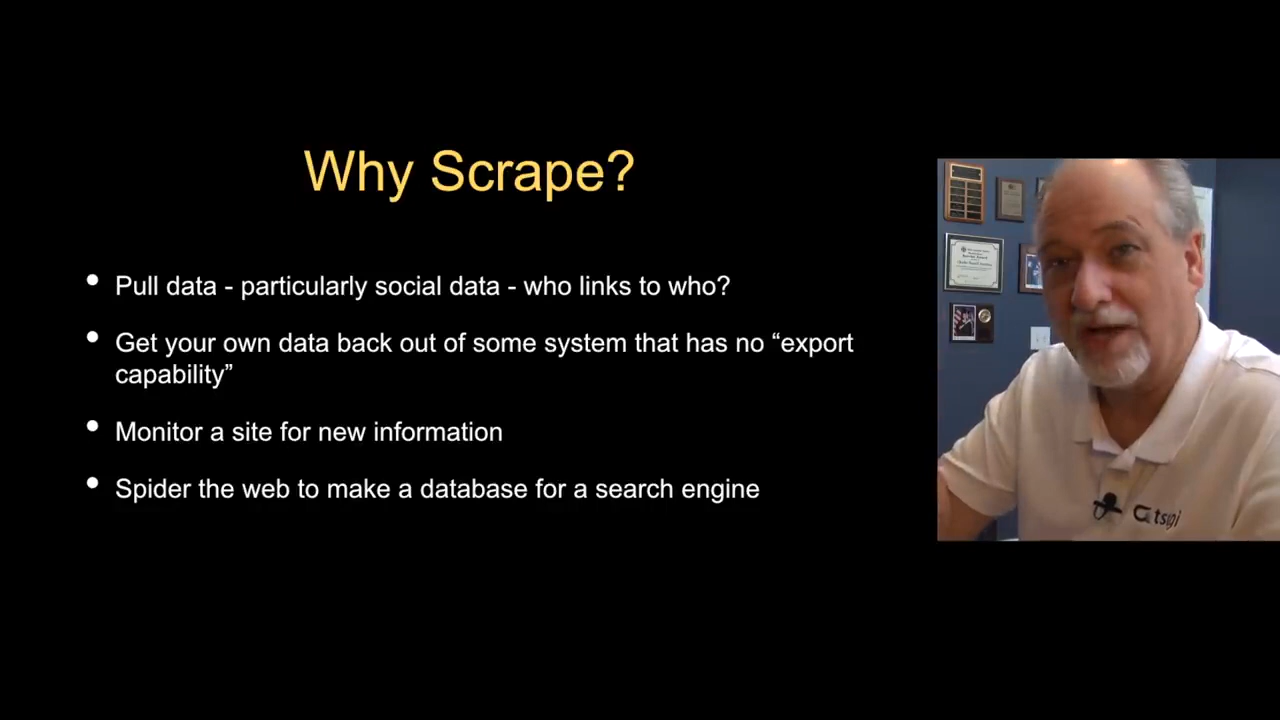 Why Scrape?
• Pull data - particularly social data - who links to who?
• Get your own data back out of some system that has no “export
capability”
• Monitor a site for new information
• Spider the web to make a database for a search engine
tsugi